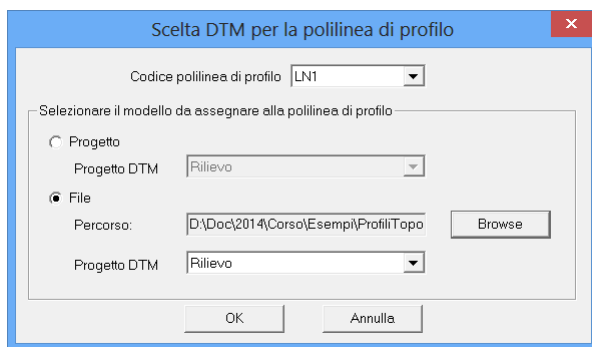 Scelta DTM per la polilinea di profilo
Codice polilinea di profilo LN1
Selezionare il modello da assegnare alla polilinea di profilo
Progetto
Progetto DTM Rilievo
File
Percorso: D:\Doc\2014\Corso\Esempi\ProfiliTopo Browse
Progetto DTM Rilievo
OK Annulla